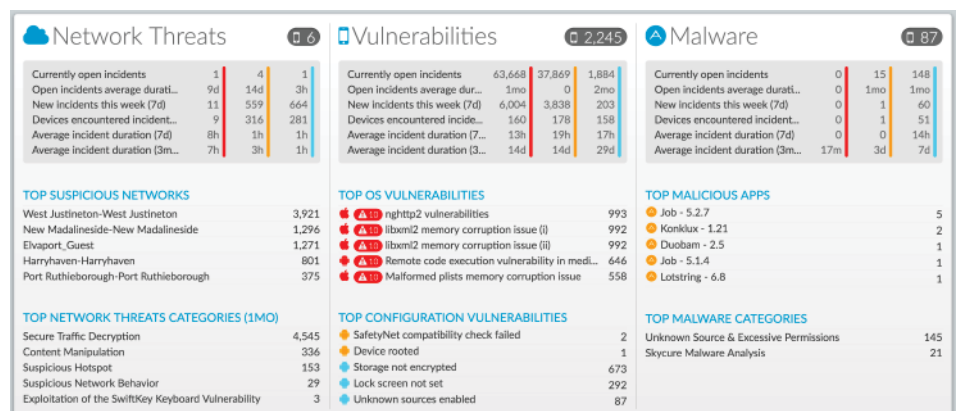 Network Threats 6
Currently open incidents 1 4 1
Open incidents average durati... 9d 14d 3h
New incidents this week (7d) 11 559 664
Devices encountered incident... 9 316 281
Average incident duration (7d) 8h 1h 1h
Average incident duration (3m... 7h 3h 1h
TOP SUSPICIOUS NETWORKS
West Justineton-West Justineton 3,921
New Madalineside-New Madalineside 1,296
Elvaport_Guest 1,271
Harryhaven-Harryhaven 801
Port Ruthieborough-Port Ruthieborough 375
TOP NETWORK THREATS CATEGORIES (1MO)
Secure Traffic Decryption 4,545
Content Manipulation 336
Suspicious Hotspot 153
Suspicious Network Behavior 29
Exploitation of the SwiftKey Keyboard Vulnerability 3
Vulnerabilities 2,245
Currently open incidents 63,668 37,869 1,884
Open incidents average dur... 1mo 0 2mo
New incidents this week (7d) 6,004 3,838 203
Devices encountered incide... 160 178 158
Average incident duration (7... 13h 19h 17h
Average incident duration (3... 14d 14d 29d
TOP OS VULNERABILITIES
10 nghttp2 vulnerabilities 993
10 libxml2 memory corruption issue (i) 992
10 libxml2 memory corruption issue (ii) 992
10 Remote code execution vulnerability in medi... 646
10 Malformed plists memory corruption issue 558
TOP CONFIGURATION VULNERABILITIES
SafetyNet compatibility check failed 2
Device rooted 1
Storage not encrypted 673
Lock screen not set 292
Unknown sources enabled 87
Malware 87
Currently open incidents 0 15 148
Open incidents average durati... 0 1mo 1mo
New incidents this week (7d) 0 1 60
Devices encountered incident... 0 1 51
Average incident duration (7d) 0 0 14h
Average incident duration (3m... 17m 3d 7d
TOP MALICIOUS APPS
Job - 5.2.7 5
Konklux - 1.21 2
Duobam - 2.5 1
Job - 5.1.4 1
Lotstring - 6.8 1
TOP MALWARE CATEGORIES
Unknown Source & Excessive Permissions 145
Skycure Malware Analysis 21